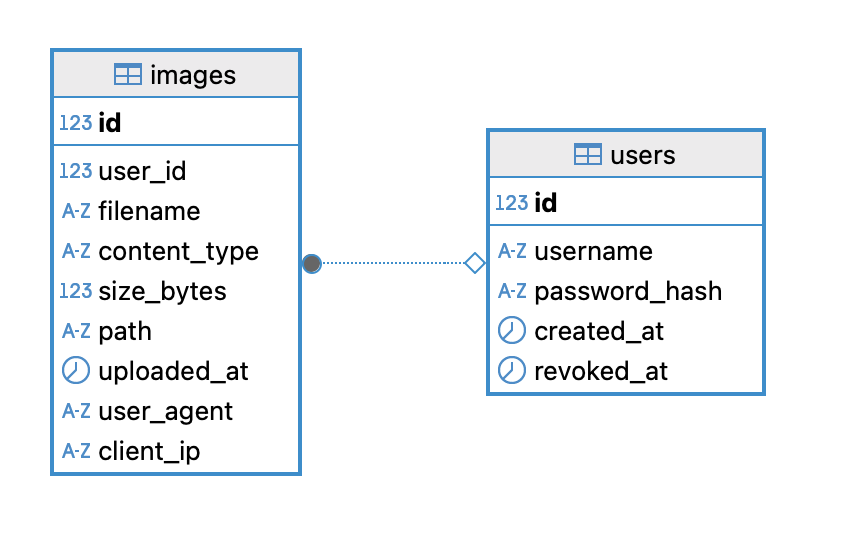 images
123 id
123 user_id
A-Z filename
A-Z content_type
123 size_bytes
A-Z path
uploaded_at
A-Z user_agent
A-Z client_ip
users
123 id
A-Z username
A-Z password_hash
created_at
revoked_at